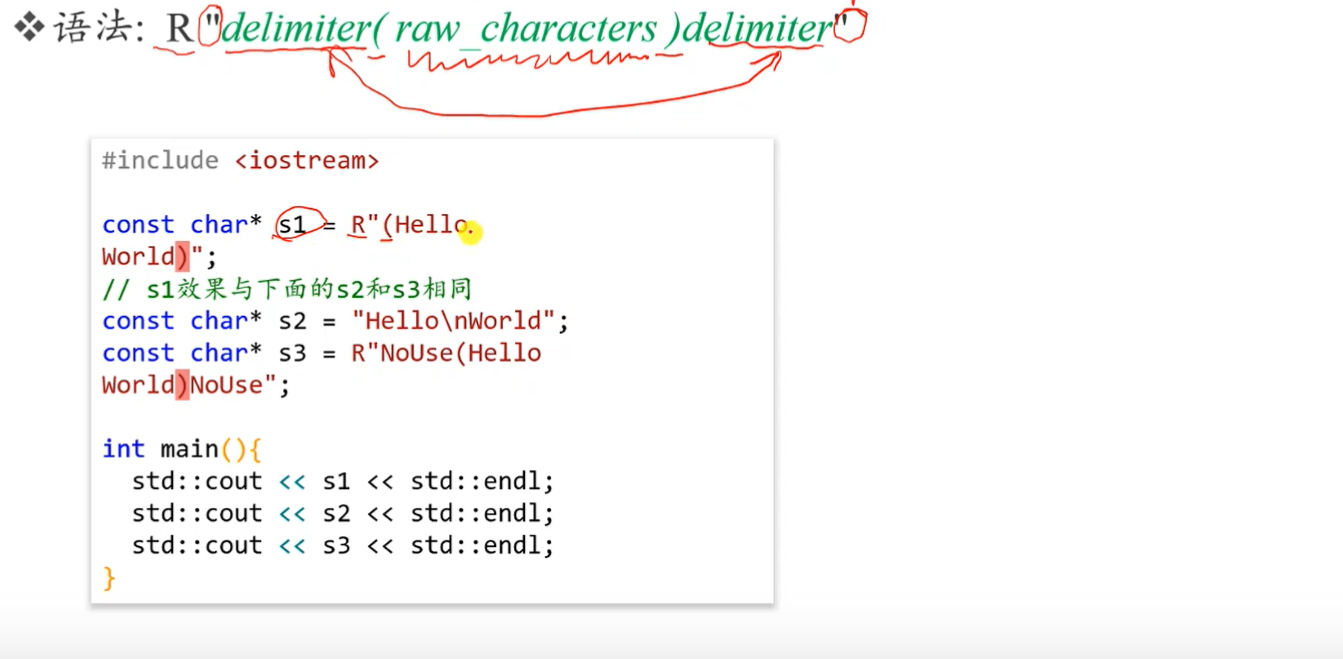 ❖语法: R"delimiter( raw_characters )delimiter"
#include <iostream>
const char* s1 = R"(Hello
World)";
// s1效果与下面的s2和s3相同
const char* s2 = "Hello\nWorld";
const char* s3 = R"NoUse(Hello
World)NoUse";
int main(){
std::cout << s1 << std::endl;
std::cout << s2 << std::endl;
std::cout << s3 << std::endl;
}